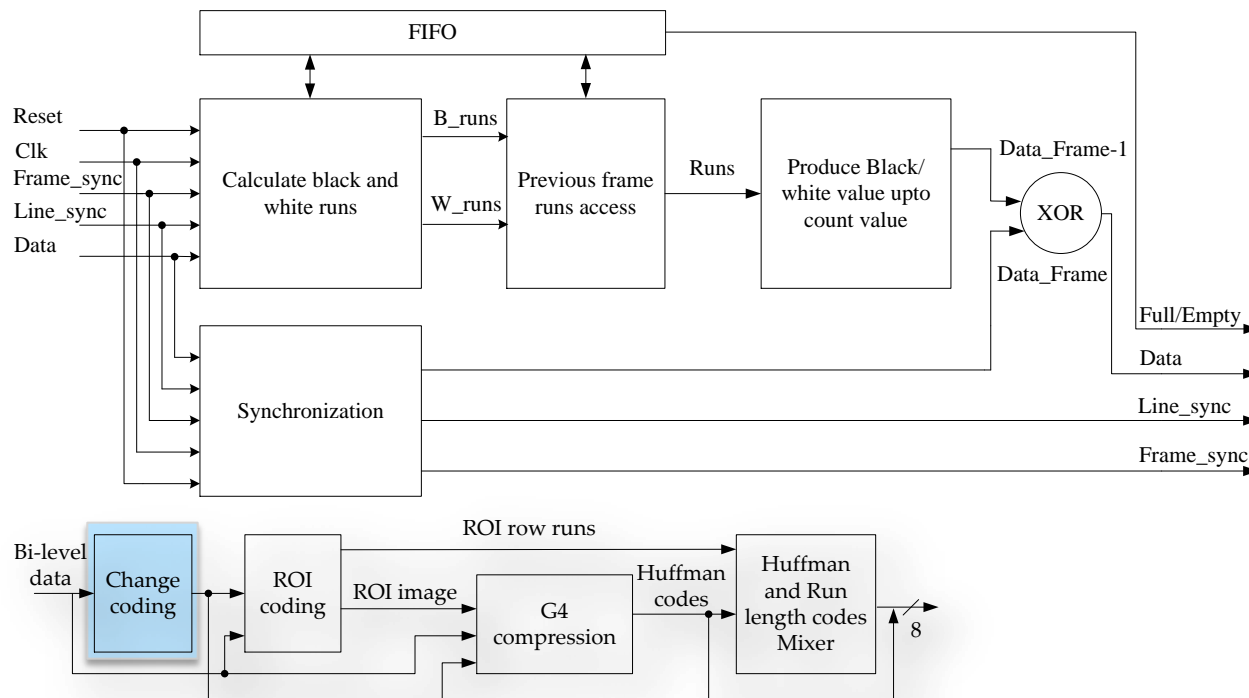 FIFO
Reset
Clk
Frame_sync
Line_sync
Data
Calculate black and
white runs
B_runs
W_runs
Previous frame
runs access
Runs
Produce Black/
white value upto
count value
Data_Frame-1
XOR
Data_Frame
Full/Empty
Data
Line_sync
Frame_sync
Synchronization
Bi-level
data
Change
coding
ROI
coding
ROI row runs
ROI image
G4
compression
Huffman
codes
Huffman
and Run
length codes
Mixer
8